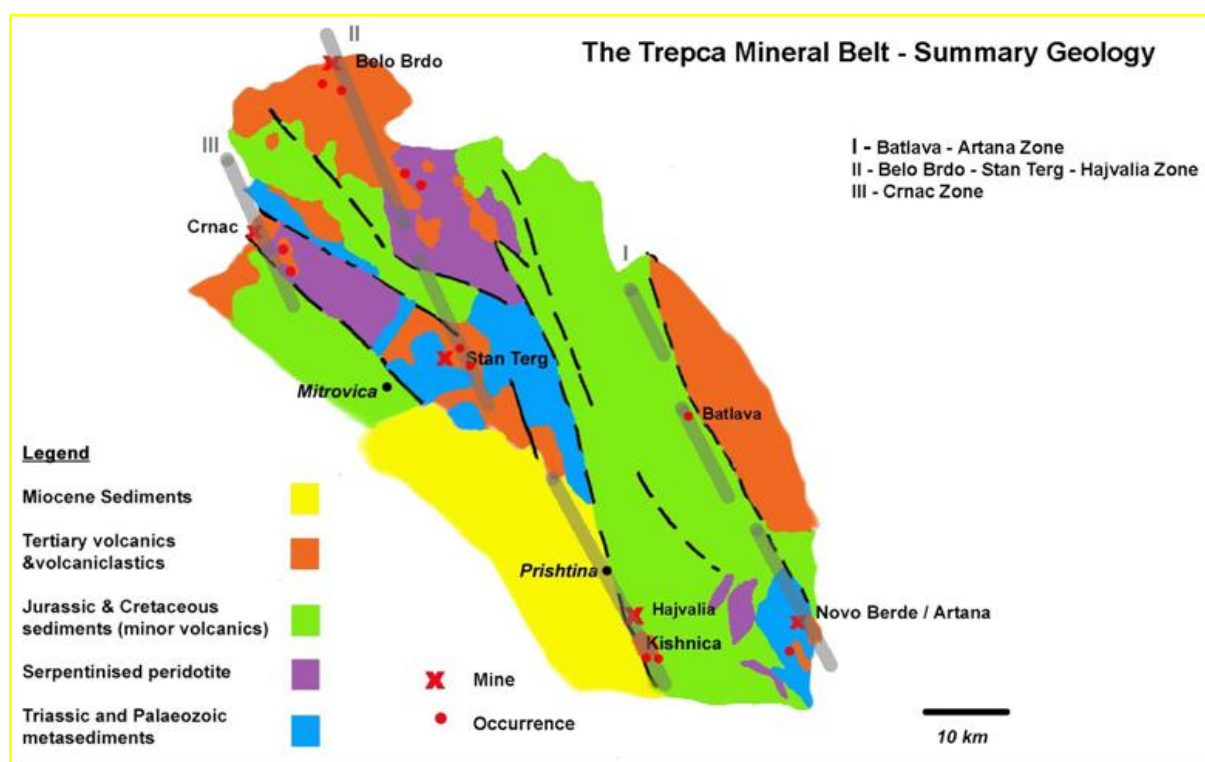 The Trepca Mineral Belt - Summary Geology
II
Belo Brdo
I - Batlava - Artana Zone
II - Belo Brdo - Stan Terg - Hajvalia Zone
III - Crnac Zone
III
Crnac
I
Stan Terg
Mitrovica
Batlava
Prishtina
Hajvalia
Kishnica
Novo Berde / Artana
Legend
Miocene Sediments
Tertiary volcanics
&volcaniclastics
Jurassic & Cretaceous
sediments (minor volcanics)
Serpentinised peridotite
Triassic and Palaeozoic
metasediments
Mine
Occurrence
10 km